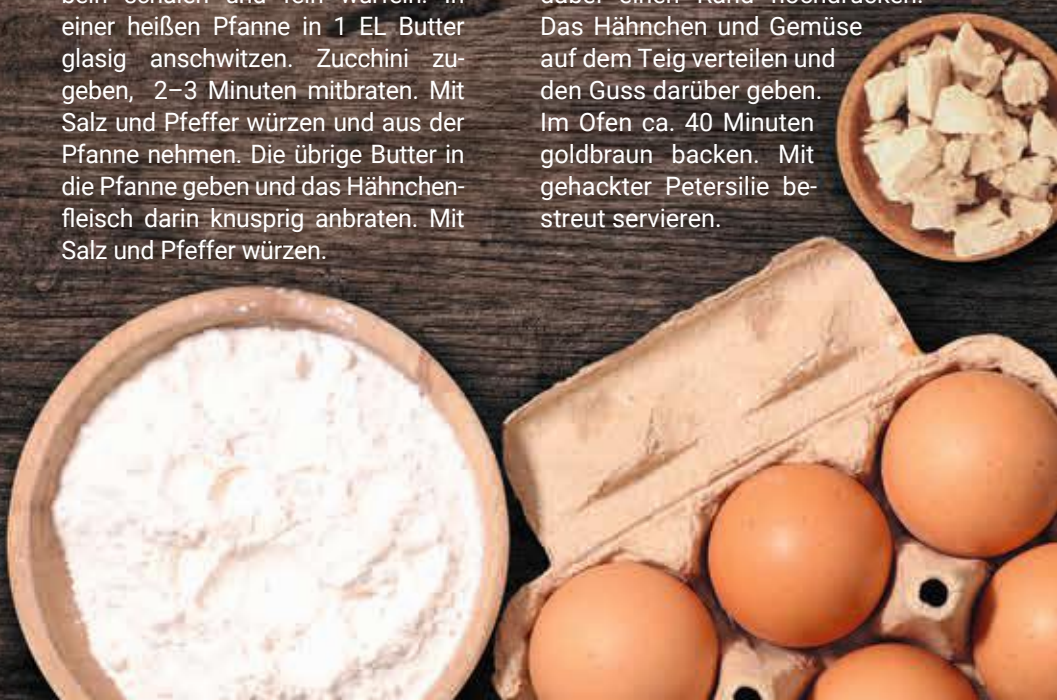 einer heißen Pfanne in 1 EL Butter
glasig anschwitzen. Zucchini zu-
geben, 2–3 Minuten mitbraten. Mit
Salz und Pfeffer würzen und aus der
Pfanne nehmen. Die übrige Butter in
die Pfanne geben und das Hähnchen-
fleisch darin knusprig anbraten. Mit
Salz und Pfeffer würzen.
Das Hähnchen und Gemüse
auf dem Teig verteilen und
den Guss darüber geben.
Im Ofen ca. 40 Minuten
goldbraun backen. Mit
gehackter Petersilie be-
streut servieren.